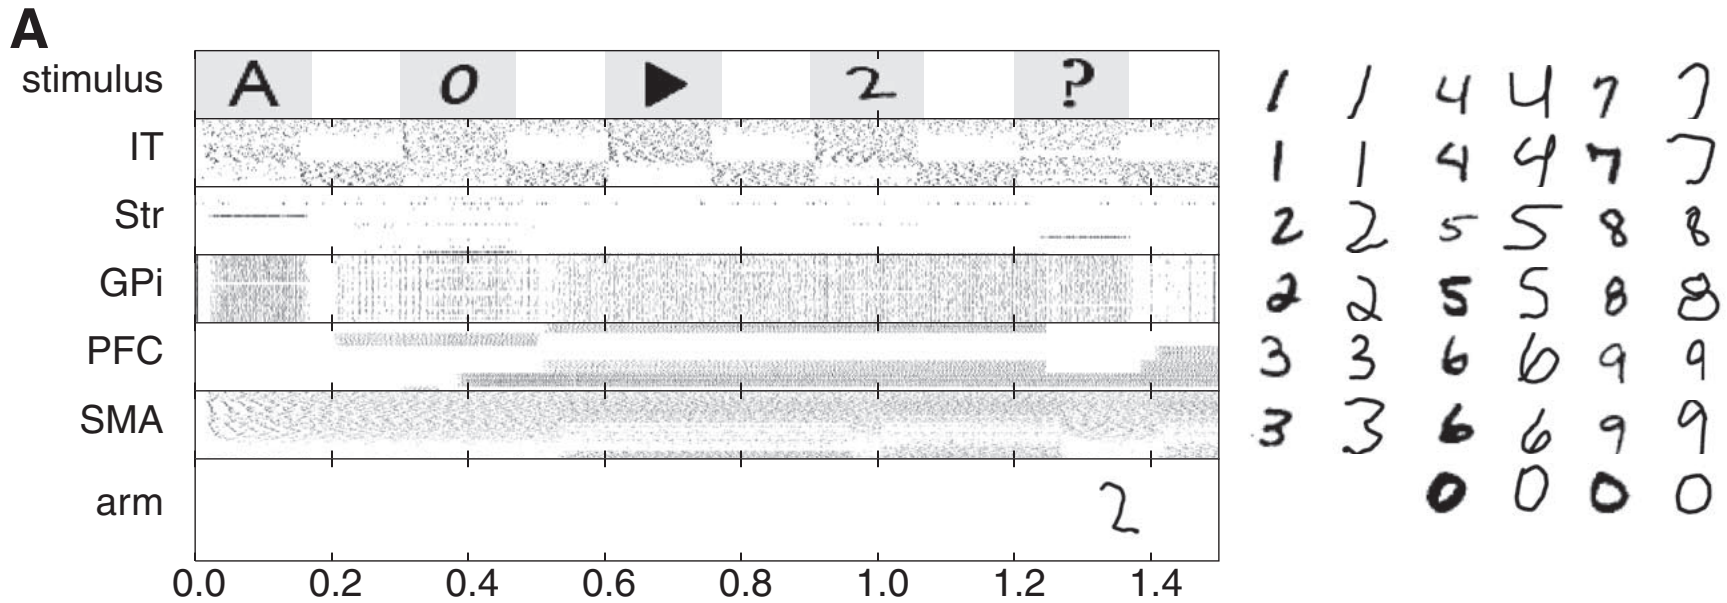 A
stimulus A 0 ▶ 2 ?
IT
Str
GPi
PFC
SMA
arm 2
0.0 0.2 0.4 0.6 0.8 1.0 1.2 1.4
1 1 4 4 7 7
1 1 4 4 7 7
2 2 5 5 8 8
2 2 5 5 8 8
3 3 6 6 9 9
3 3 6 6 9 9
0 0 0 0